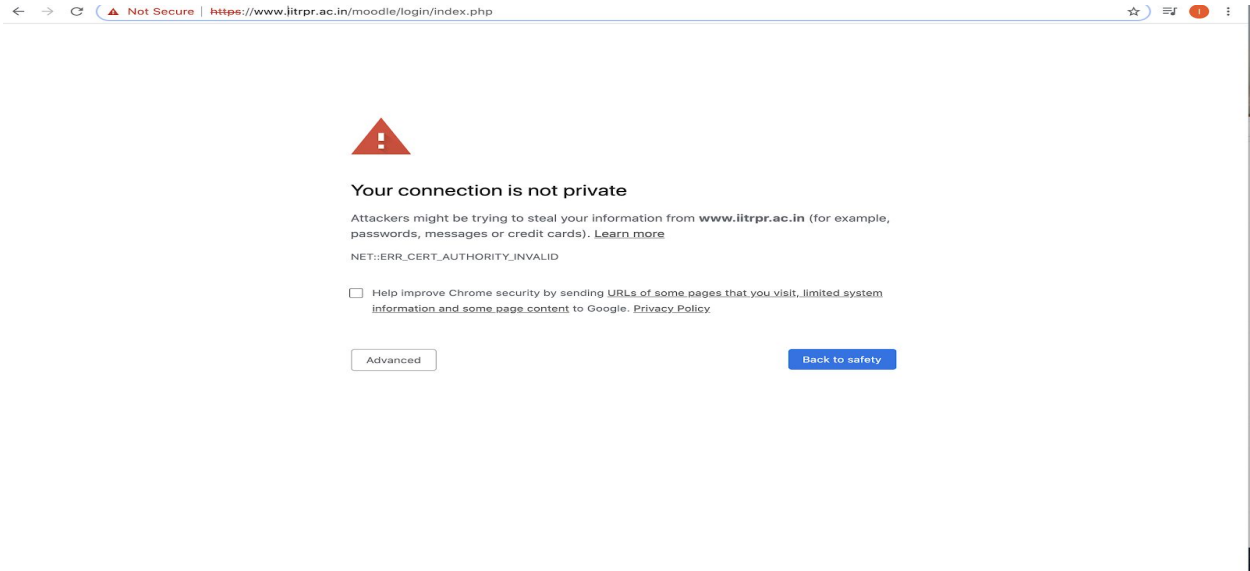 Not Secure | https://www.iitrpr.ac.in/moodle/login/index.php
Your connection is not private
Attackers might be trying to steal your information from www.iitrpr.ac.in (for example,
passwords, messages or credit cards). Learn more
NET::ERR_CERT_AUTHORITY_INVALID
Help improve Chrome security by sending URLs of some pages that you visit, limited system
information and some page content to Google. Privacy Policy
Advanced
Back to safety